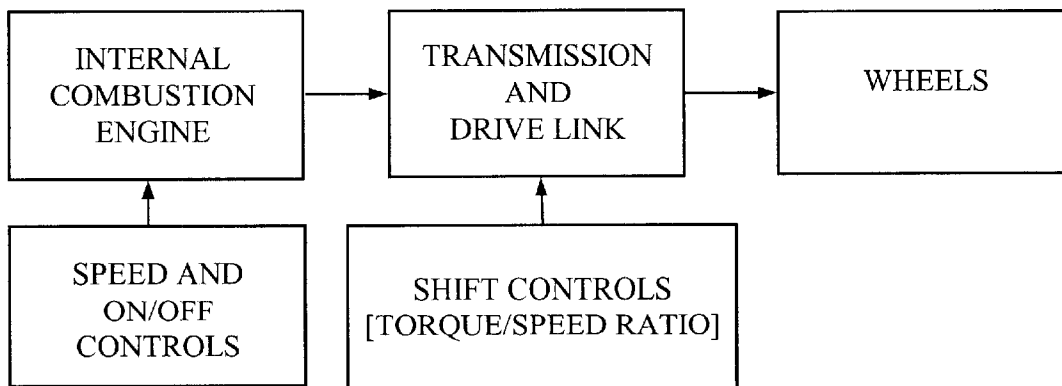 INTERNAL
COMBUSTION
ENGINE
TRANSMISSION
AND
DRIVE LINK
WHEELS
SPEED AND
ON/OFF
CONTROLS
SHIFT CONTROLS
[TORQUE/SPEED RATIO]